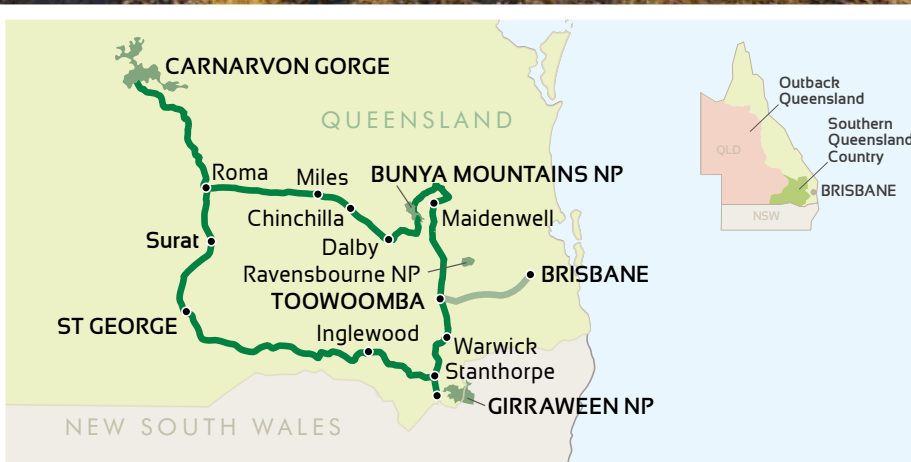 CARNARVON GORGE
QUEENSLAND
Roma
Miles
BUNYA MOUNTAINS NP
Chinchilla
Maidenwell
Surat
Dalby
Ravensbourne NP
BRISBANE
TOOWOOMBA
ST GEORGE
Inglewood
Warwick
Stanthorpe
GIRRAWEEN NP
NEW SOUTH WALES
Outback
Queensland
Southern
Queensland
Country
QLD
BRISBANE
NSW